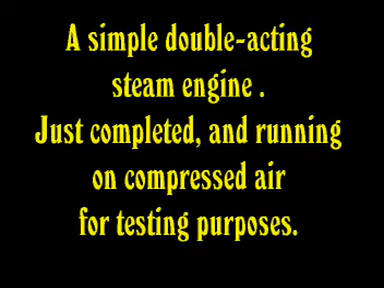 A simple double-acting
steam engine .
Just completed, and running
on compressed air
for testing purposes.